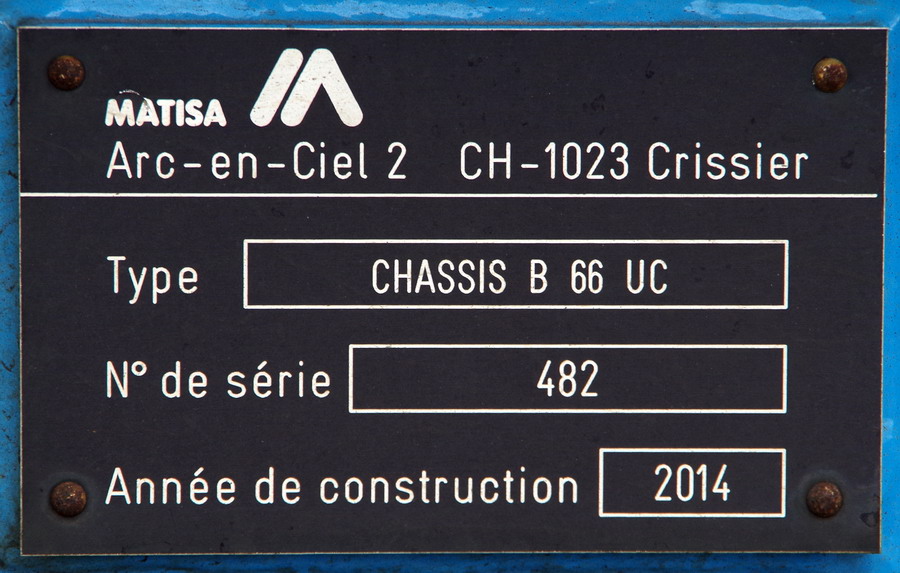 MATISA
Arc-en-Ciel 2 CH-1023 Crissier
Type CHASSIS B 66 UC
N° de série 482
Année de construction 2014